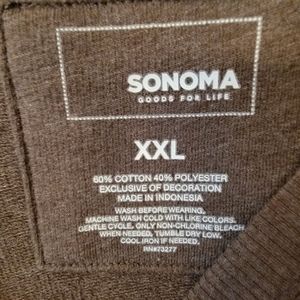 SONOMA
GOODS FOR LIFE
XXL
60% COTTON 40% POLYESTER
EXCLUSIVE OF DECORATION
MADE IN INDONESIA
WASH BEFORE WEARING.
MACHINE WASH COLD WITH LIKE COLORS.
GENTLE CYCLE. ONLY NON-CHLORINE BLEACH
WHEN NEEDED. TUMBLE DRY LOW.
COOL IRON IF NEEDED.
RN#73277